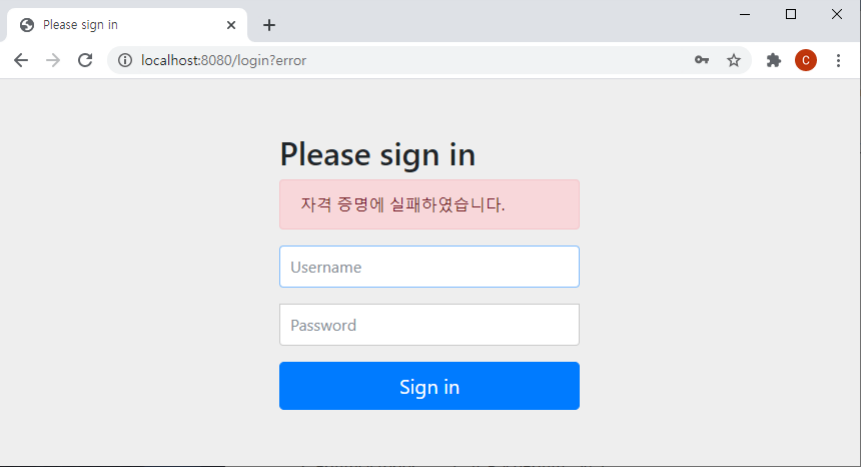 Please sign in
localhost:8080/login?error
C
Please sign in
자격 증명에 실패하였습니다.
Username
Password
Sign in